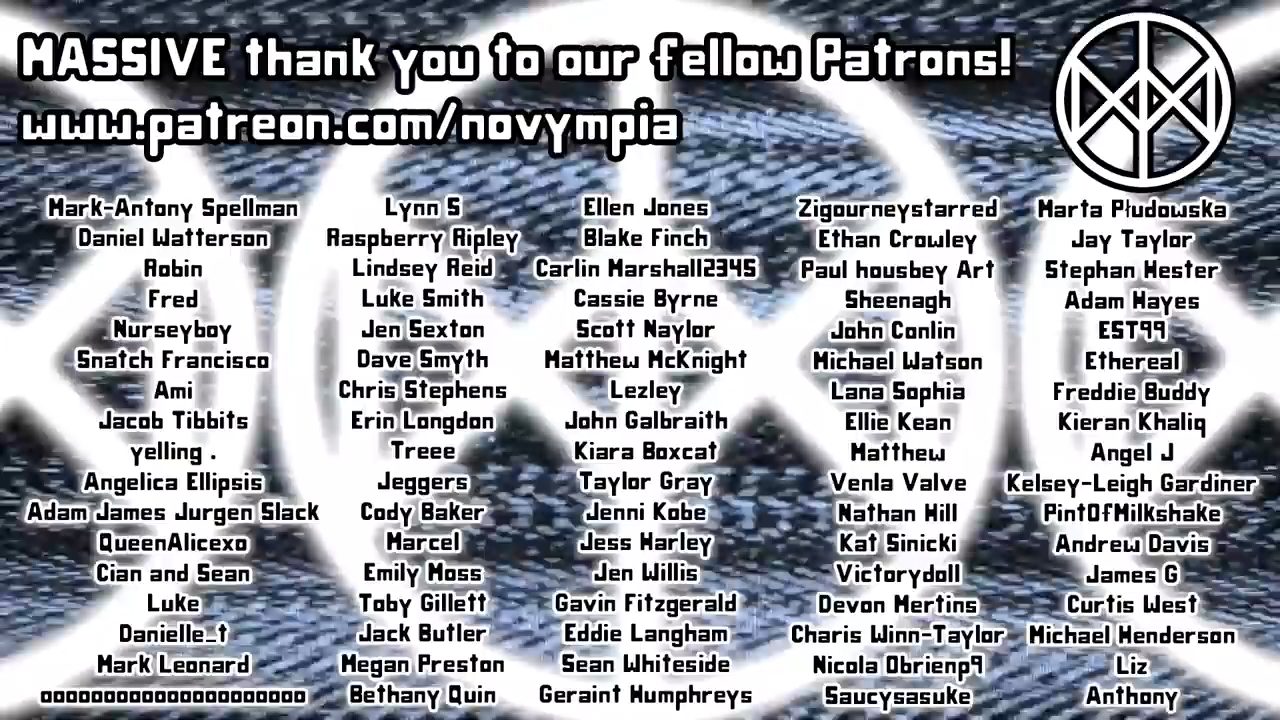 MASSIVE thank you to our fellow Patrons!
www.patreon.com/novympia
Mark-Antony Spellman
Daniel Watterson
Robin
Fred
Nurseyboy
Snatch Francisco
Ami
Jacob Tibbits
yelling .
Angelica Ellipsis
Adam James Jurgen Slack
QueenAlicexo
Cian and Sean
Luke
Danielle_t
Mark Leonard
ooooooooooooooooooooo
Lynn S
Raspberry Ripley
Lindsey Reid
Luke Smith
Jen Sexton
Dave Smyth
Chris Stephens
Erin Longdon
Treee
Jeggers
Cody Baker
Marcel
Emily Moss
Toby Gillett
Jack Butler
Megan Preston
Bethany Quin
Ellen Jones
Blake Finch
Carlin Marshall2345
Cassie Byrne
Scott Naylor
Matthew McKnight
Lezley
John Galbraith
Kiara Boxcat
Taylor Gray
Jenni Kobe
Jess Harley
Jen Willis
Gavin Fitzgerald
Eddie Langham
Sean Whiteside
Geraint Humphreys
Zigourneystarred
Ethan Crowley
Paul housbey Art
Sheenagh
John Conlin
Michael Watson
Lana Sophia
Ellie Kean
Matthew
Venla Valve
Nathan Hill
Kat Sinicki
Victorydoll
Devon Mertins
Charis Winn-Taylor
Nicola Obrienp9
Saucysasuke
Marta Płudowska
Jay Taylor
Stephan Hester
Adam Hayes
EST99
Ethereal
Freddie Buddy
Kieran Khaliq
Angel J
Kelsey-Leigh Gardiner
PintOfMilkshake
Andrew Davis
James G
Curtis West
Michael Henderson
Liz
Anthony